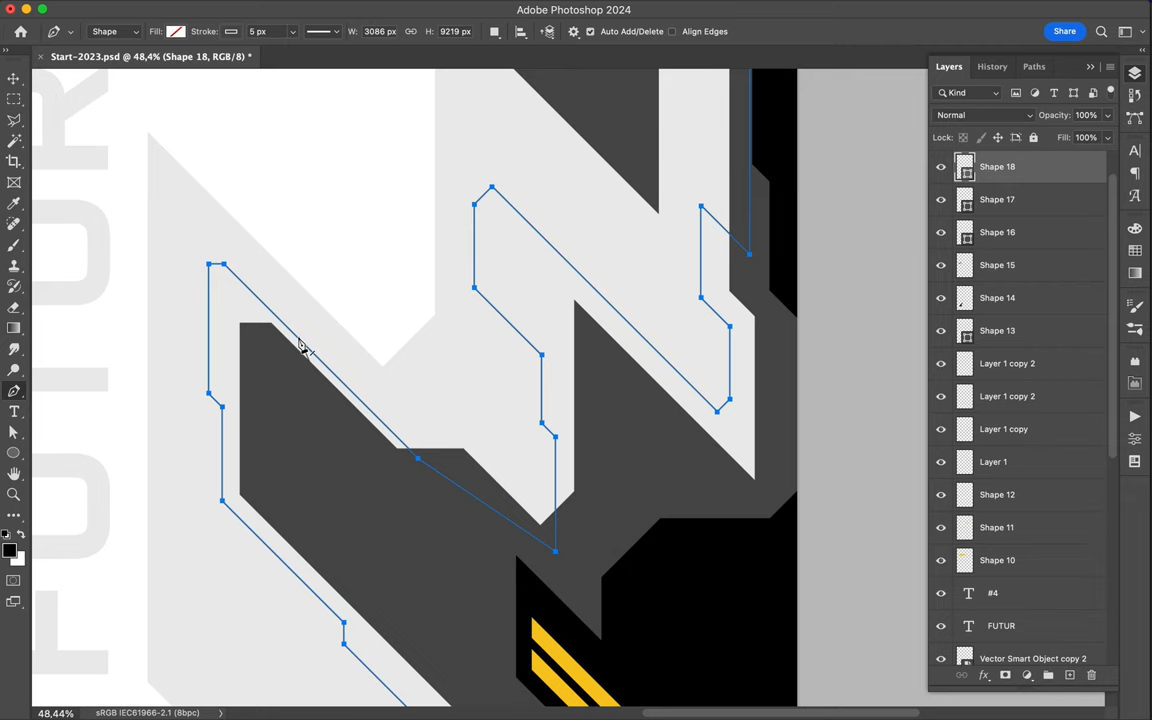 Adobe Photoshop 2024
Shape
Fill:
Stroke:
5 px
W: 3086 px
H: 9219 px
Auto Add/Delete
Align Edges
Share
Start-2023.psd @ 48,4% (Shape 18, RGB/8) *
FUTUR
#
Layers
History
Paths
Kind
Normal
Opacity: 100%
Lock:
Fill: 100%
Shape 18
Shape 17
Shape 16
Shape 15
Shape 14
Shape 13
Layer 1 copy 2
Layer 1 copy 2
Layer 1 copy
Layer 1
Shape 12
Shape 11
Shape 10
#4
FUTUR
Vector Smart Object copy 2
fx
48,44%
sRGB IEC61966-2.1 (8bpc)